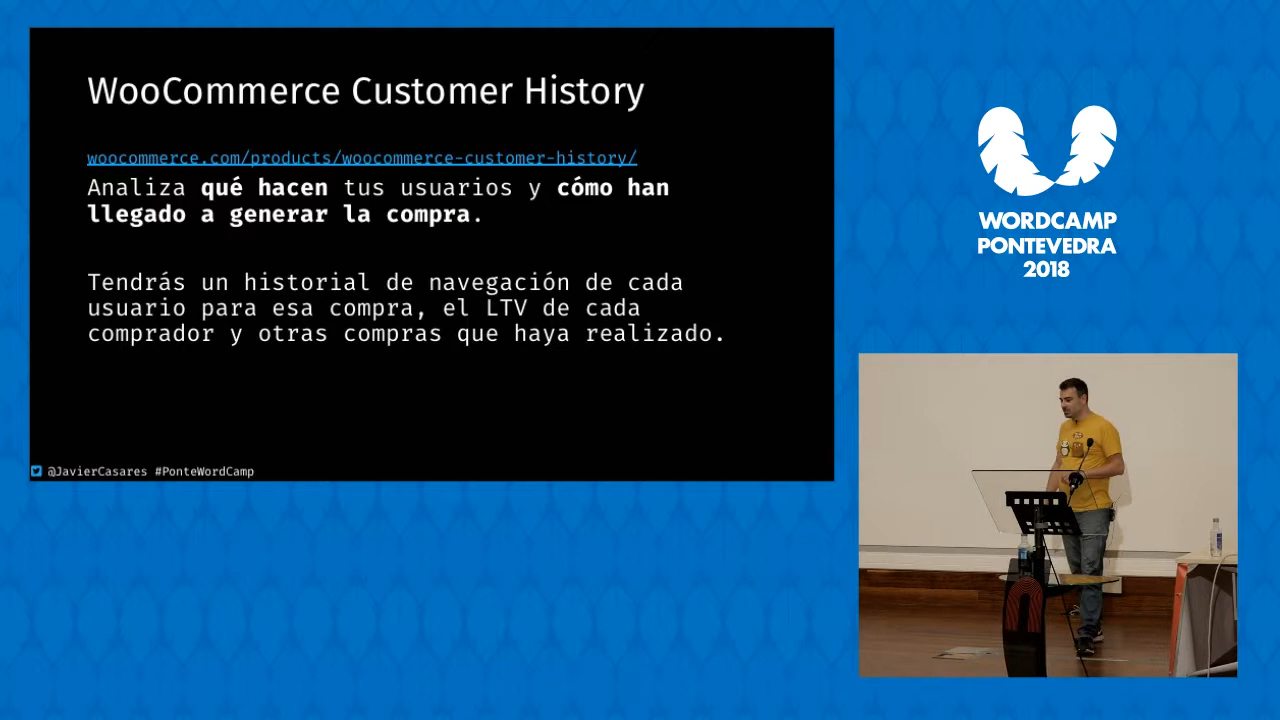 WooCommerce Customer History
woocommerce.com/products/woocommerce-customer-history/
Analiza qué hacen tus usuarios y cómo han
llegado a generar la compra.
Tendrás un historial de navegación de cada
usuario para esa compra, el LTV de cada
comprador y otras compras que haya realizado.
@JavierCasares #PonteWordCamp
WORDCAMP
PONTEVEDRA
2018